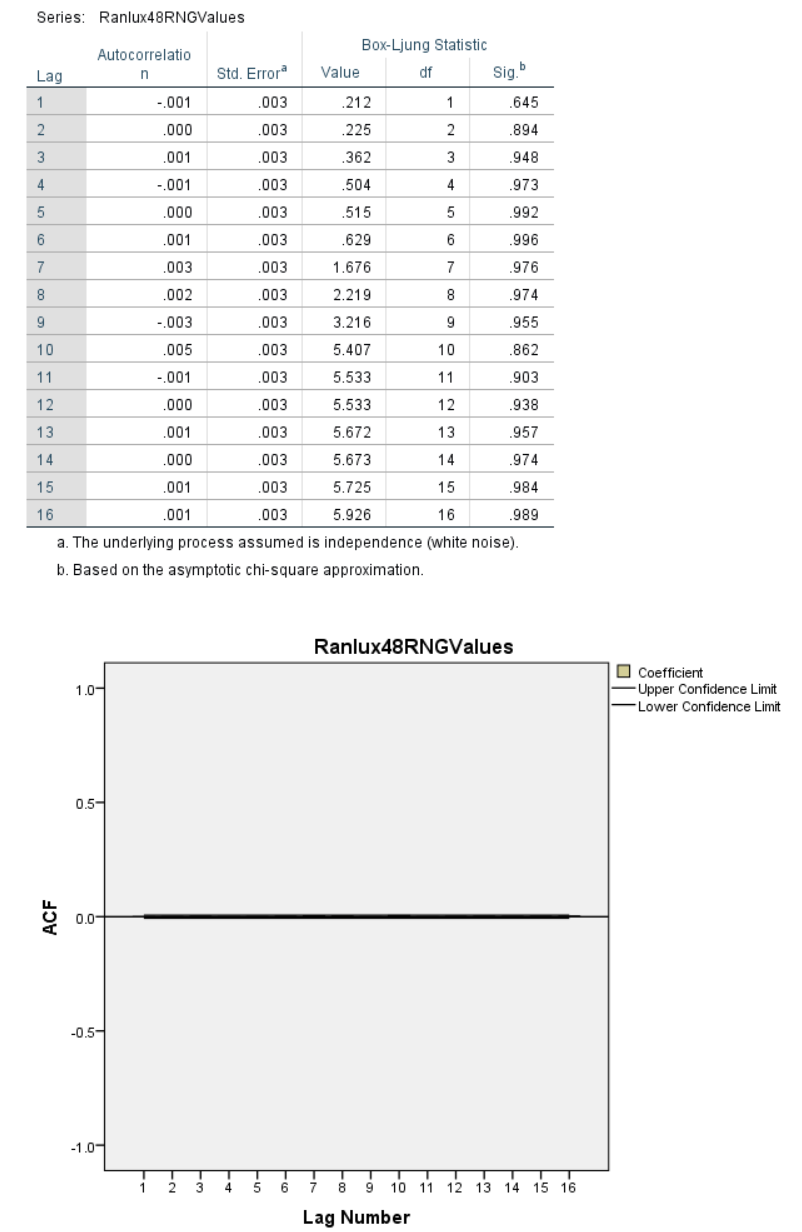 Series: Ranlux48RNGValues
Lag Autocorrelatio n Std. Error a Box-Ljung Statistic
Value df Sig. b
1 -.001 .003 .212 1 .645
2 .000 .003 .225 2 .894
3 .001 .003 .362 3 .948
4 -.001 .003 .504 4 .973
5 .000 .003 .515 5 .992
6 .001 .003 .629 6 .996
7 .003 .003 1.676 7 .976
8 .002 .003 2.219 8 .974
9 -.003 .003 3.216 9 .955
10 .005 .003 5.407 10 .862
11 -.001 .003 5.533 11 .903
12 .000 .003 5.533 12 .938
13 .001 .003 5.672 13 .957
14 .000 .003 5.673 14 .974
15 .001 .003 5.725 15 .984
16 .001 .003 5.926 16 .989
a. The underlying process assumed is independence (white noise).
b. Based on the asymptotic chi-square approximation.
Ranlux48RNGValues
Coefficient
Upper Confidence Limit
Lower Confidence Limit
ACF
1.0
0.5
0.0
-0.5
-1.0
1 2 3 4 5 6 7 8 9 10 11 12 13 14 15 16
Lag Number